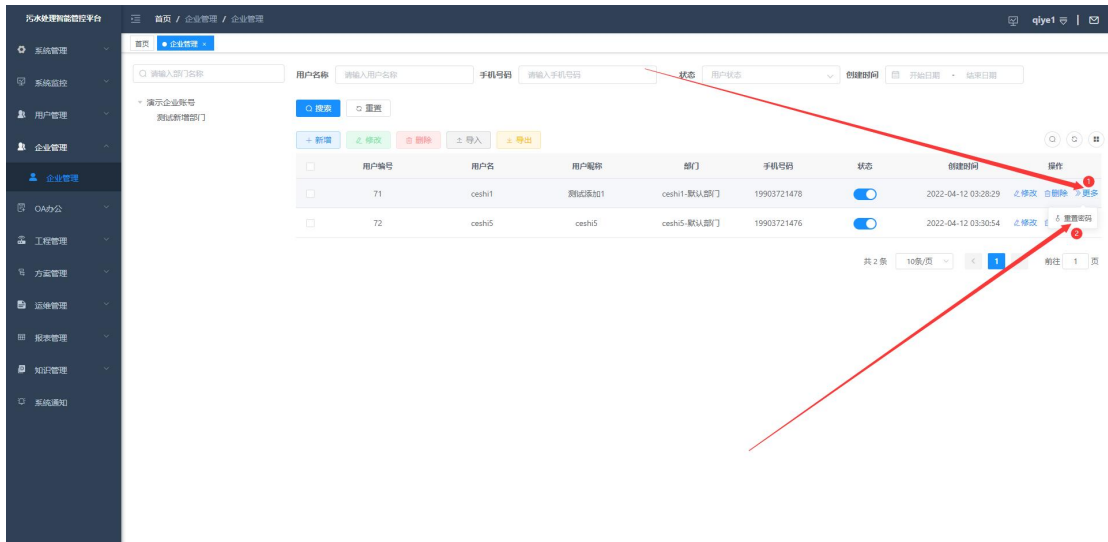 污水处理智能管控平台
首页 / 企业管理 / 企业管理
qiye1
系统管理
系统监控
用户管理
企业管理
企业管理
OA办公
工程管理
方案管理
运维管理
报表管理
知识管理
系统通知
首页 企业管理 ×
请输入部门名称
演示企业账号
测试新增部门
用户名称 请输入用户名称 手机号码 请输入手机号码 状态 用户状态 创建时间 开始日期 - 结束日期
搜索 重置
+ 新增 修改 删除 导入 导出
用户编号 用户名 用户昵称 部门 手机号码 状态 创建时间 操作
71 ceshi1 测试添加1 ceshi1-默认部门 19903721478 2022-04-12 03:28:29 修改 删除 更多
1
72 ceshi5 ceshi5 ceshi5-默认部门 19903721476 2022-04-12 03:30:54 修改
重置密码
2
共 2 条 10条/页 < 1 前往 1 页